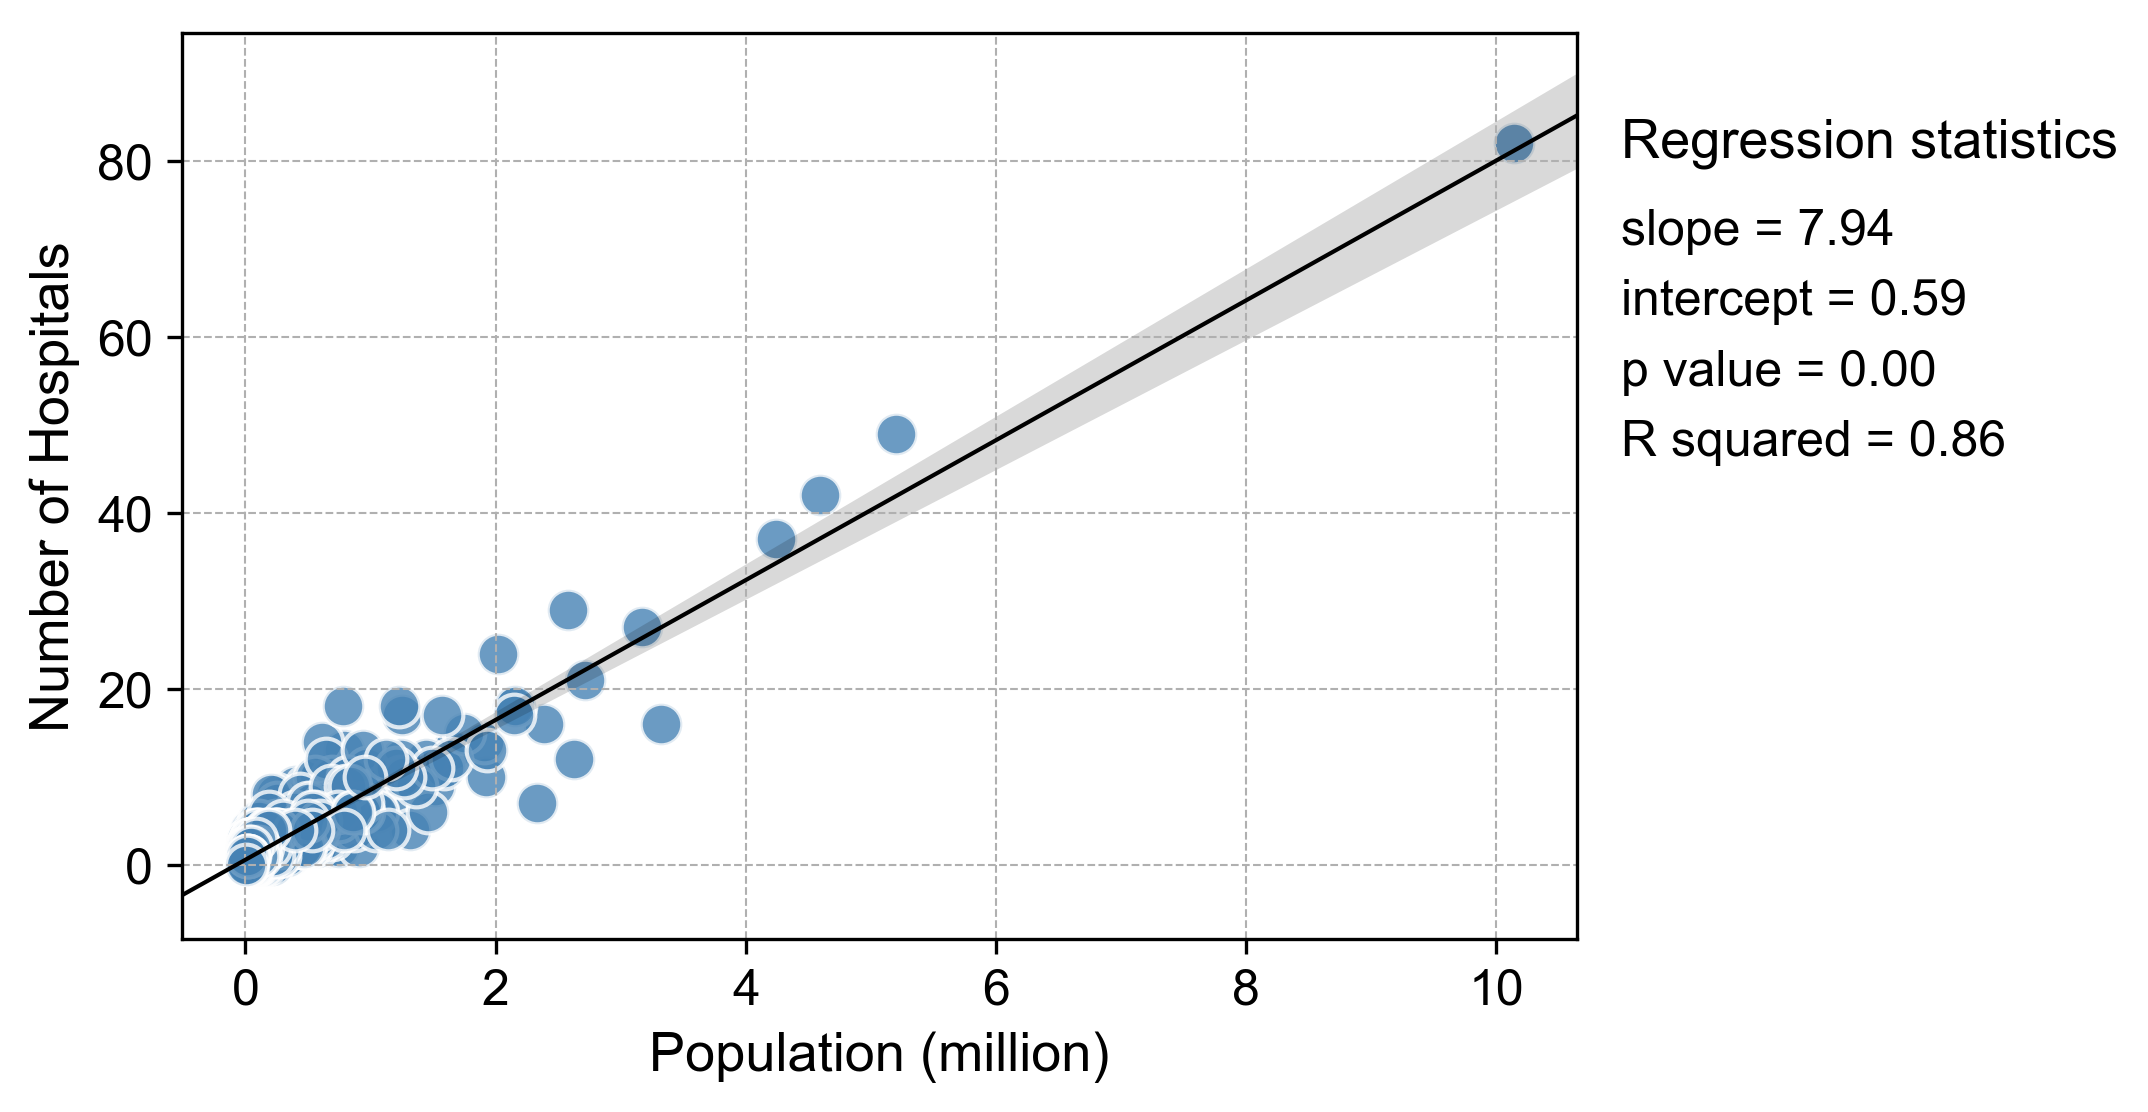 Regression statistics
slope = 7.94
intercept = 0.59
p value = 0.00
R squared = 0.86
Number of Hospitals
80
60
40
20
0
0 2 4 6 8 10
Population (million)